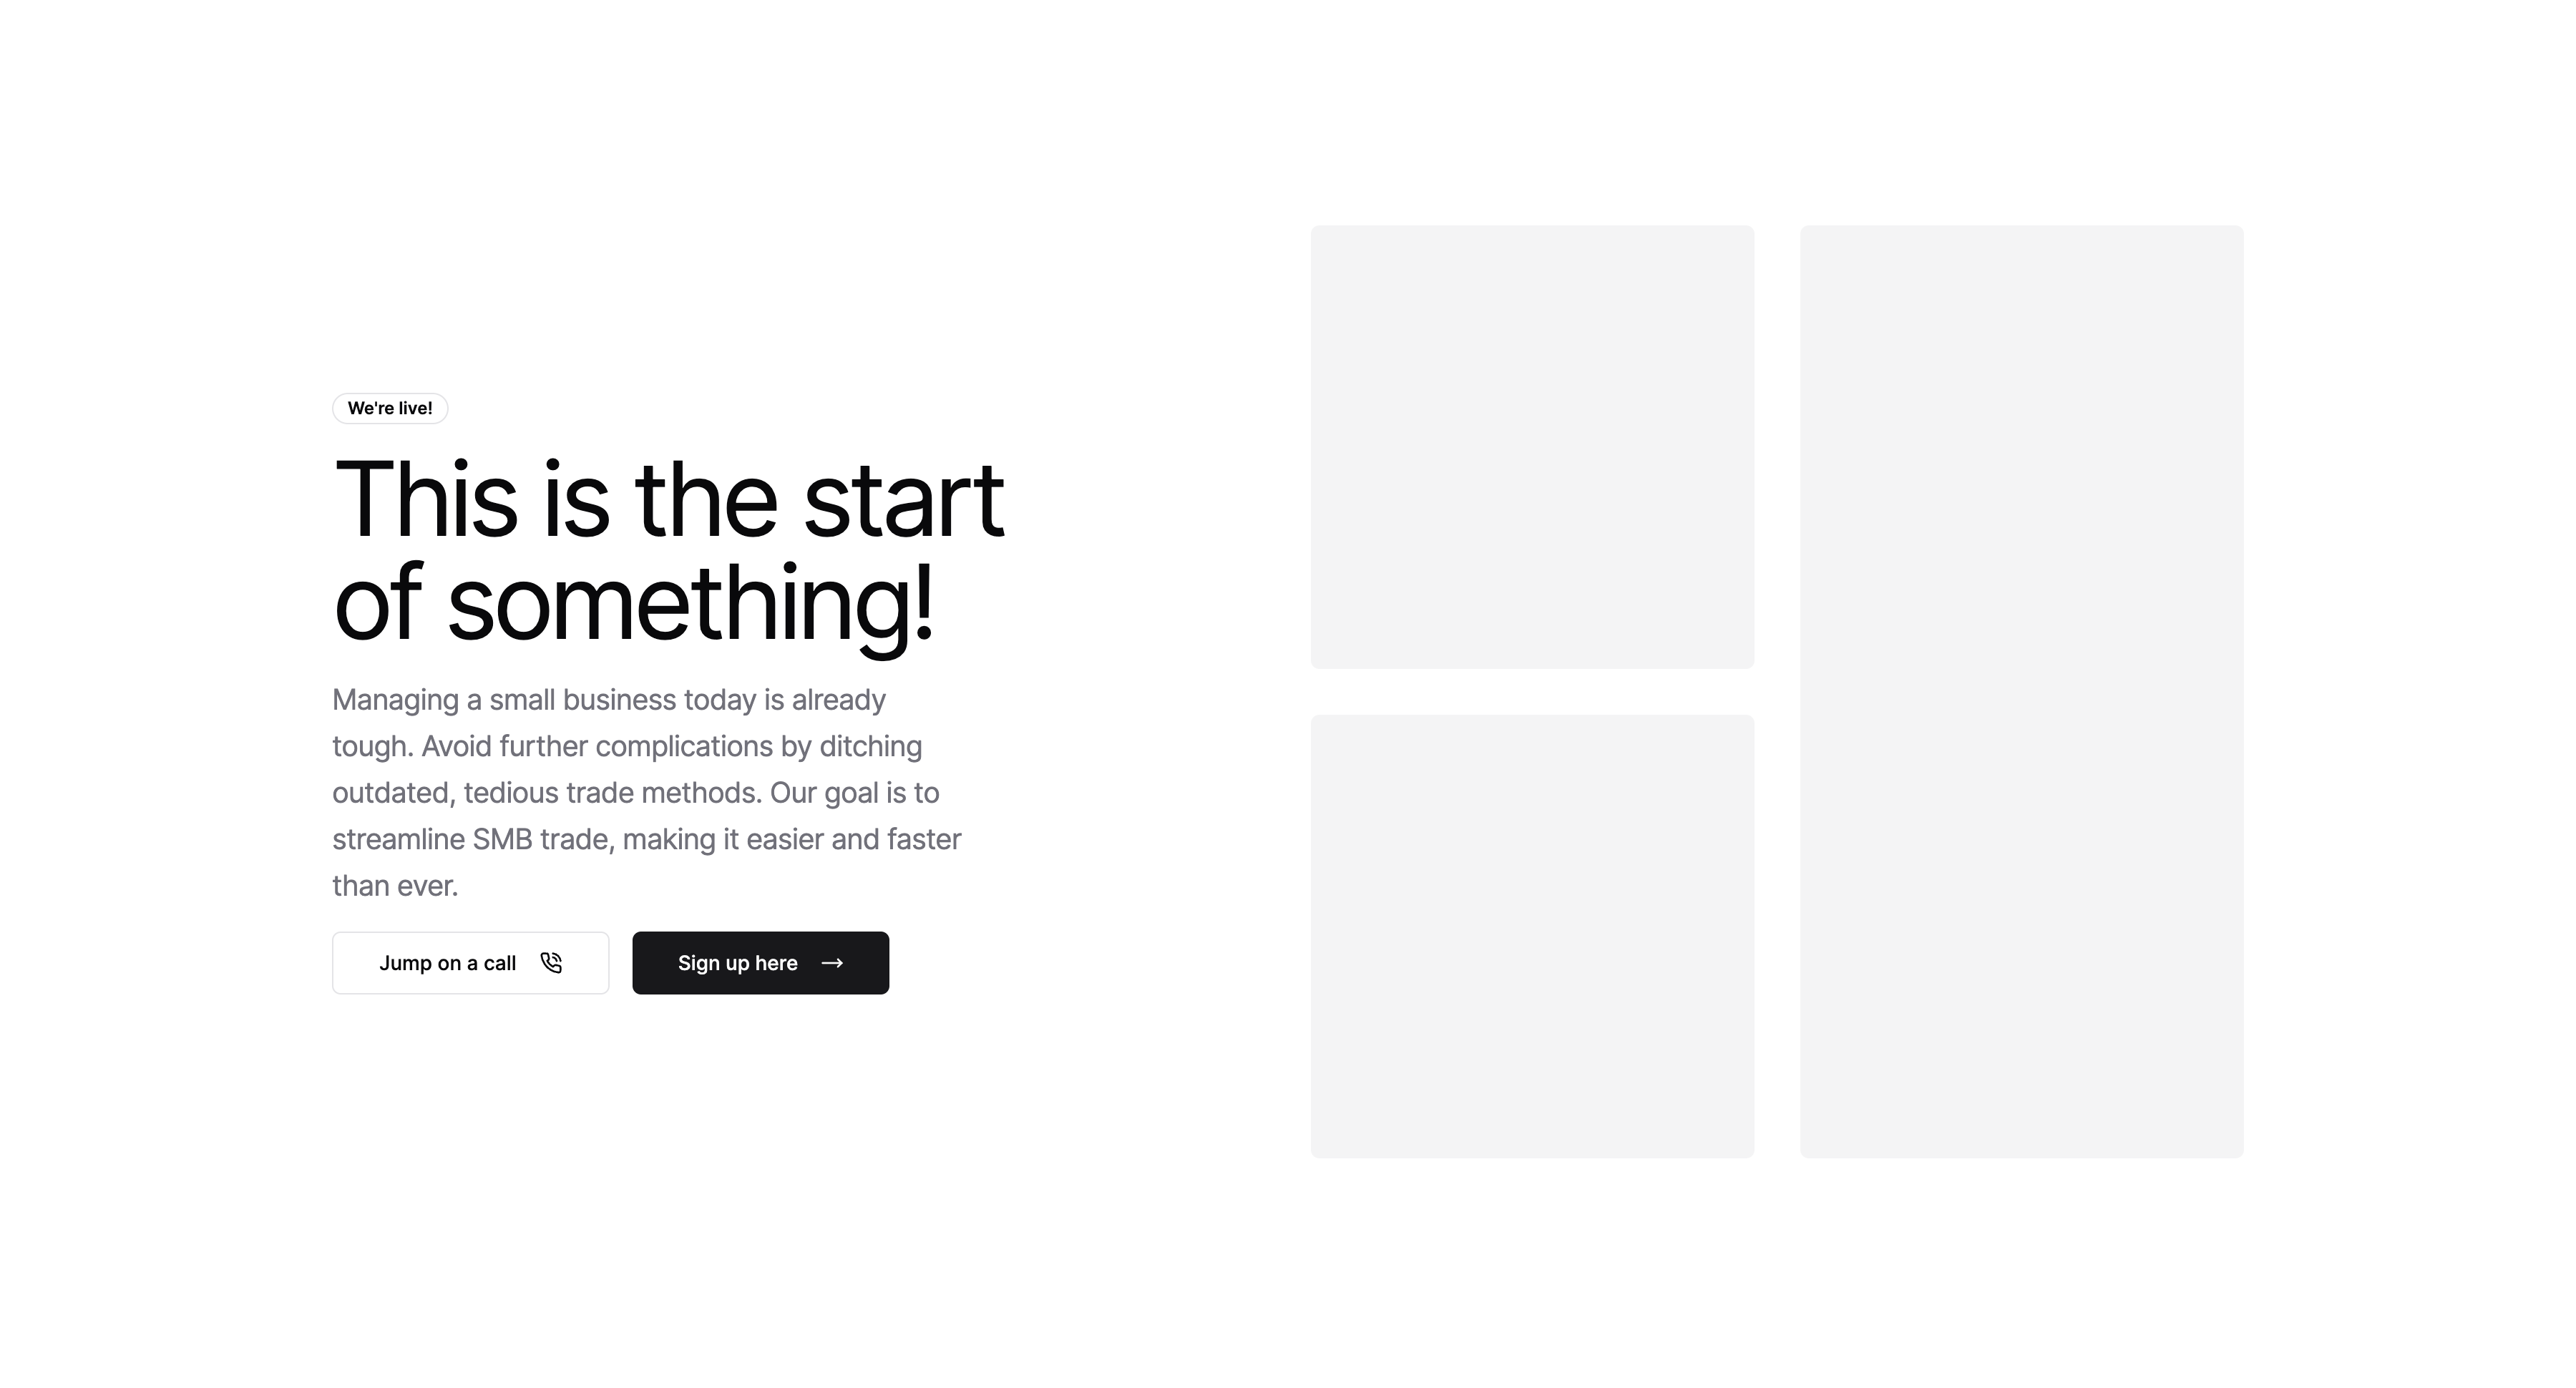 We're live!
This is the start
of something!
Managing a small business today is already
tough. Avoid further complications by ditching
outdated, tedious trade methods. Our goal is to
streamline SMB trade, making it easier and faster
than ever.
Jump on a call
Sign up here